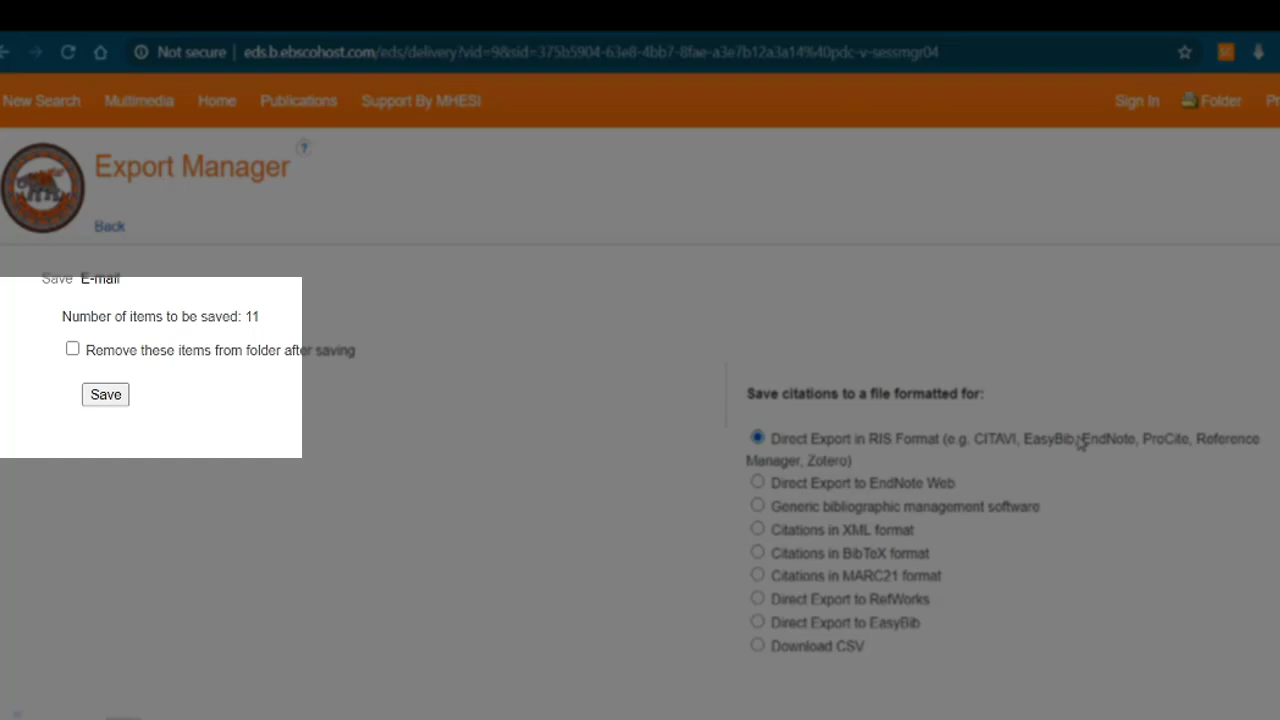 Not secure | eds.b.ebscohost.com/eds/delivery?vid=9&sid=375b5904-63e8-4bb7-8fae-a3e7b12a3a14%40pdc-v-sessmgr04
New Search Multimedia Home Publications Support By MHESI Sign In Folder
Export Manager ?
Back
Save E-mail
Number of items to be saved: 11
Remove these items from folder after saving
Save
Save citations to a file formatted for:
Direct Export in RIS Format (e.g. CITAVI, EasyBib, EndNote, ProCite, Reference
Manager, Zotero)
Direct Export to EndNote Web
Generic bibliographic management software
Citations in XML format
Citations in BibTeX format
Citations in MARC21 format
Direct Export to RefWorks
Direct Export to EasyBib
Download CSV